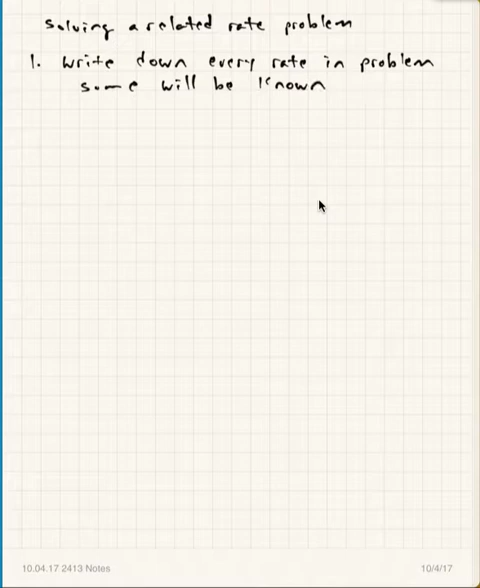 Solving a related rate problem
1. Write down every rate in problem
some will be known
10.04.17 2413 Notes
10/4/17